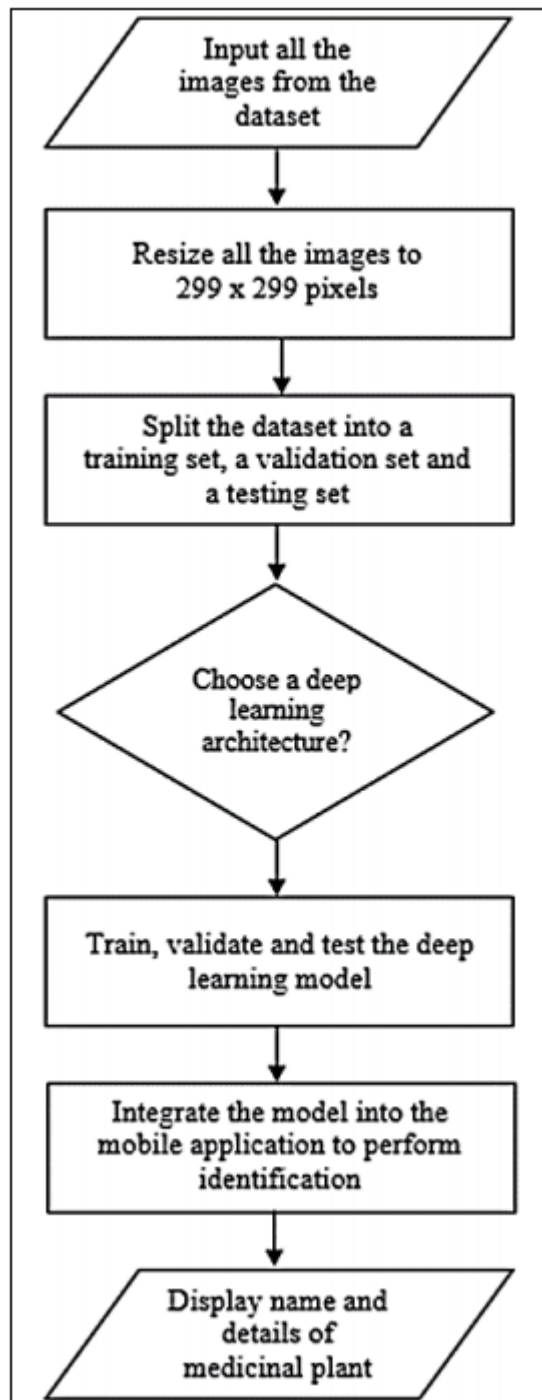 Input all the
images from the
dataset
Resize all the images to
299 x 299 pixels
Split the dataset into a
training set, a validation set and
a testing set
Choose a deep
learning
architecture?
Train, validate and test the deep
learning model
Integrate the model into the
mobile application to perform
identification
Display name and
details of
medicinal plant